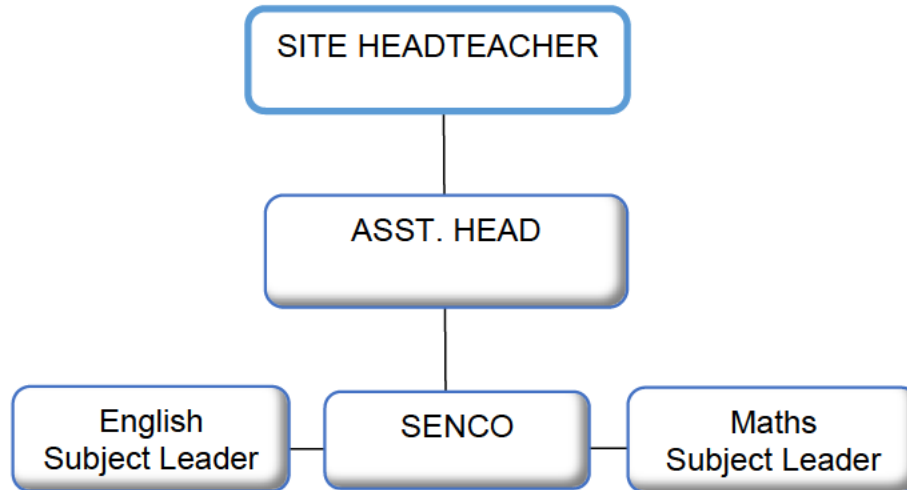 SITE HEADTEACHER
ASST. HEAD
English
Subject Leader
SENCO
Maths
Subject Leader